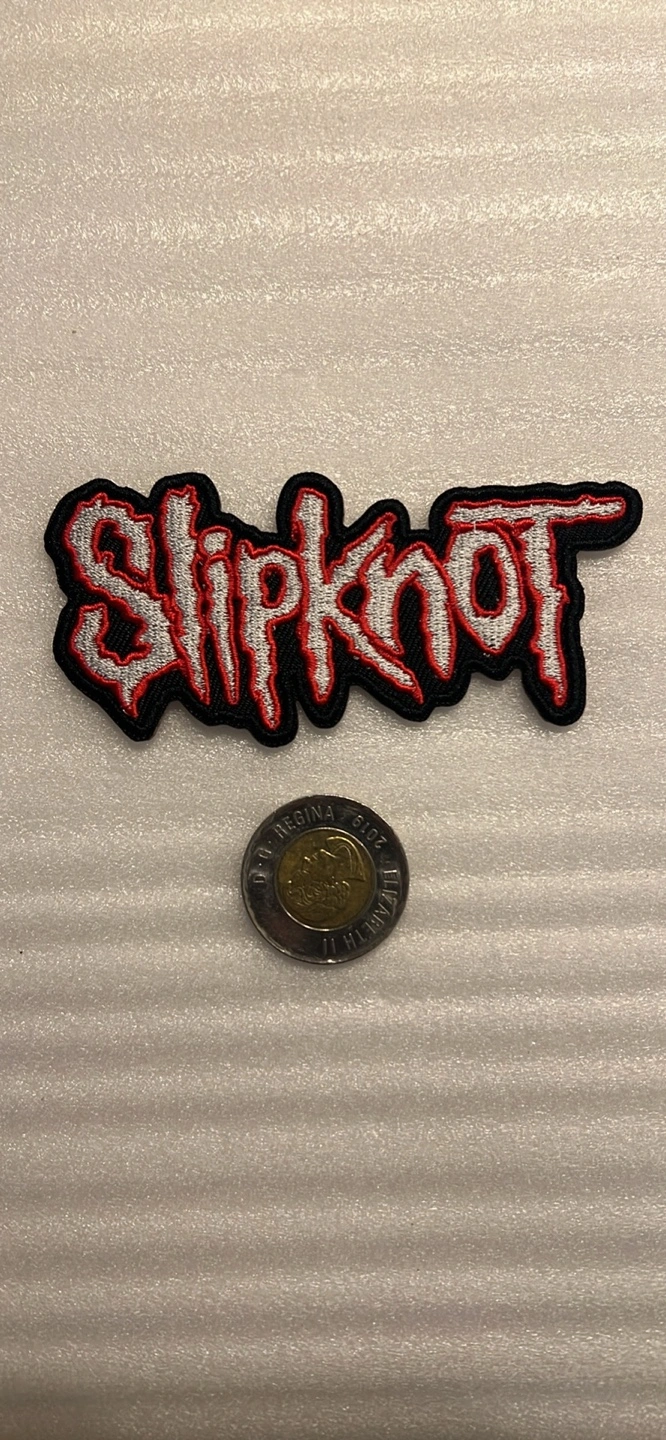 SlipknoT
ELIZABETH II D·G·REGINA 2019